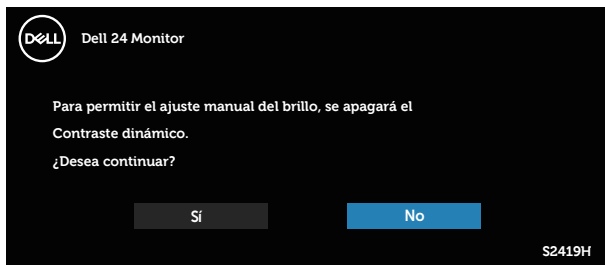 DELL
Dell 24 Monitor
Para permitir el ajuste manual del brillo, se apagará el
Contraste dinámico.
¿Desea continuar?
Sí
No
S2419H